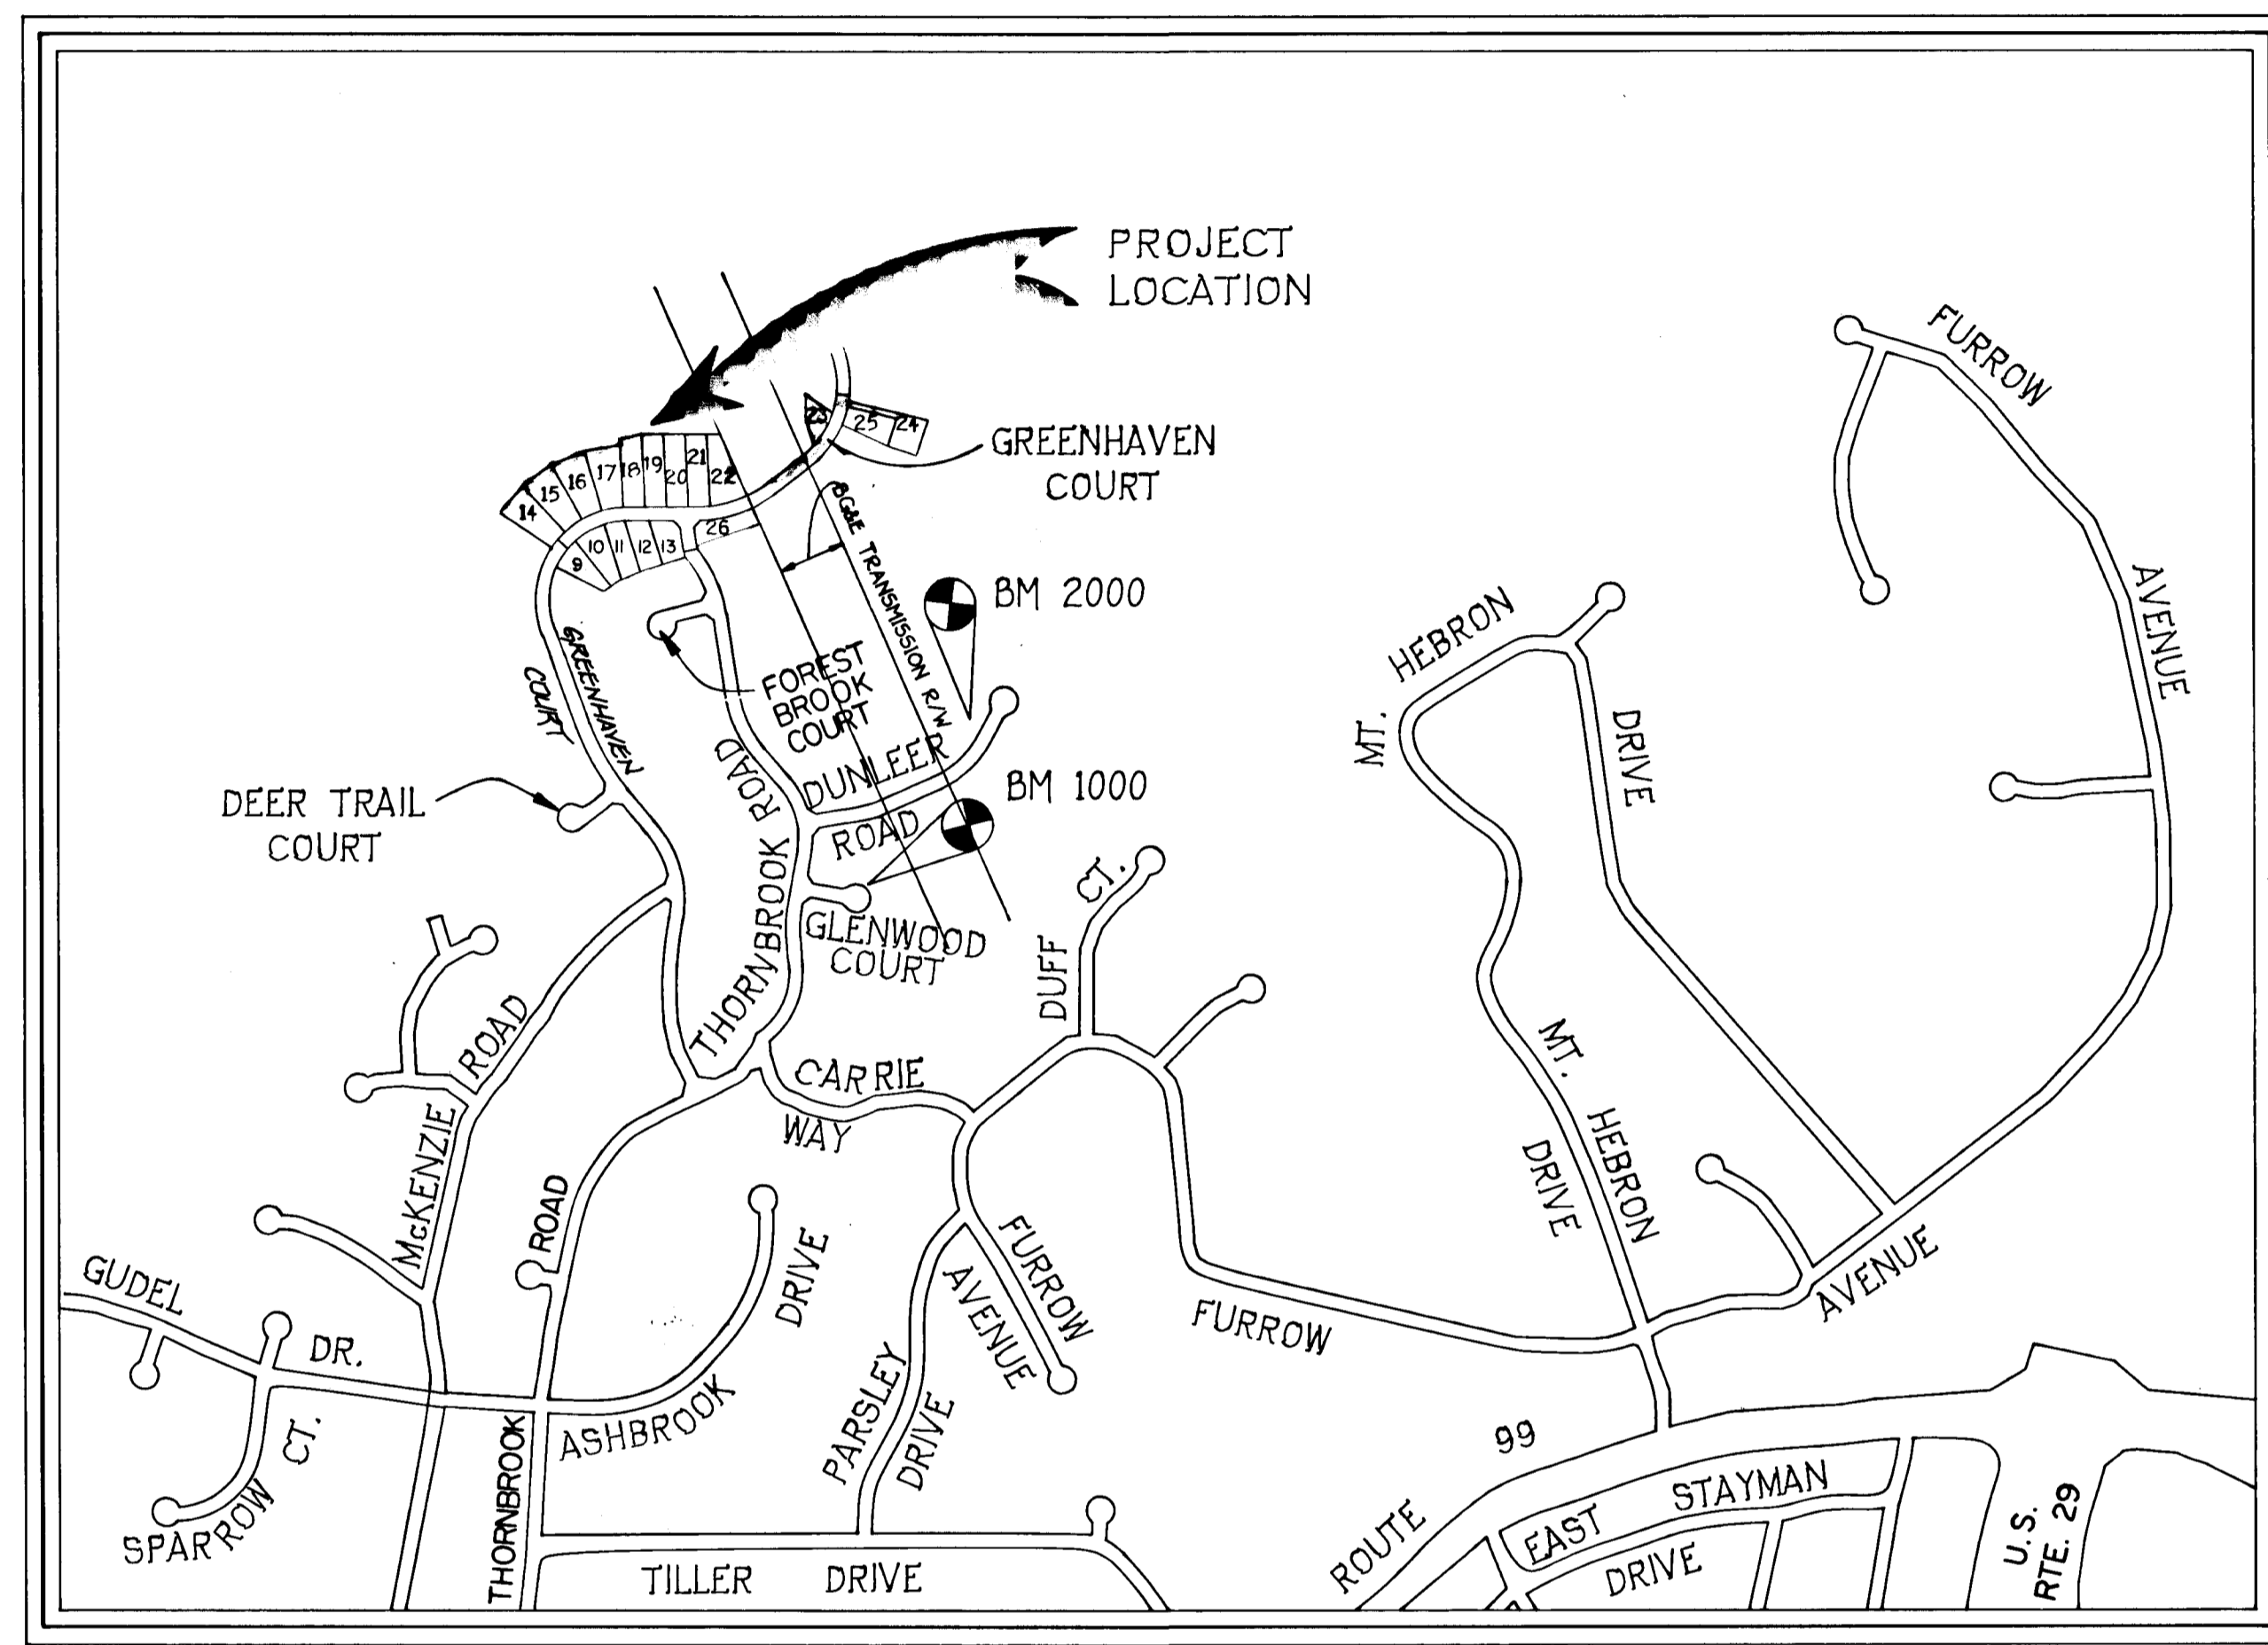 PROJECT
LOCATION
FURROW
AVENUE
23
25
24
GREENHAVEN
COURT
14
15
16
17
18
19
20
21
22
26
9
10
11
12
13
BG&E TRANSMISSION R/W
BM 2000
HEBRON
MT.
DRIVE
GREENHAVEN
COURT
FOREST
BROOK
COURT
DEER TRAIL
COURT
THORNBROOK ROAD
DUNLEER
ROAD
BM 1000
GLENWOOD
COURT
DUFF CT.
McKENZIE ROAD
CARRIE
WAY
MT. HEBRON
DRIVE
ROAD
GUDEL DR.
DRIVE
ASHBROOK
FURROW
AVENUE
PARSLEY
DRIVE
FURROW
AVENUE
SPARROW CT.
THORNBROOK
TILLER DRIVE
ROUTE 99
EAST STAYMAN
DRIVE
U.S.
RTE. 29